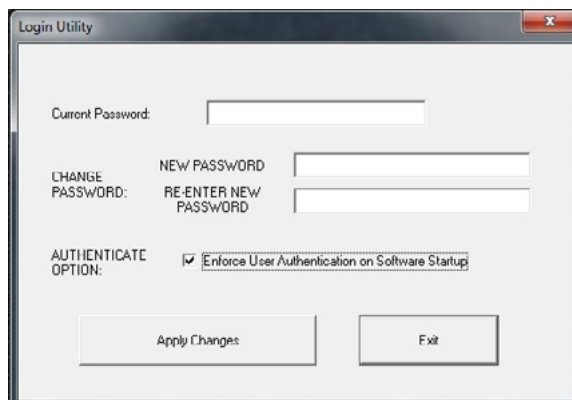 Login Utility
Current Password:
CHANGE
PASSWORD:
NEW PASSWORD
RE-ENTER NEW
PASSWORD
AUTHENTICATE
OPTION:
Enforce User Authentication on Software Startup
Apply Changes
Exit